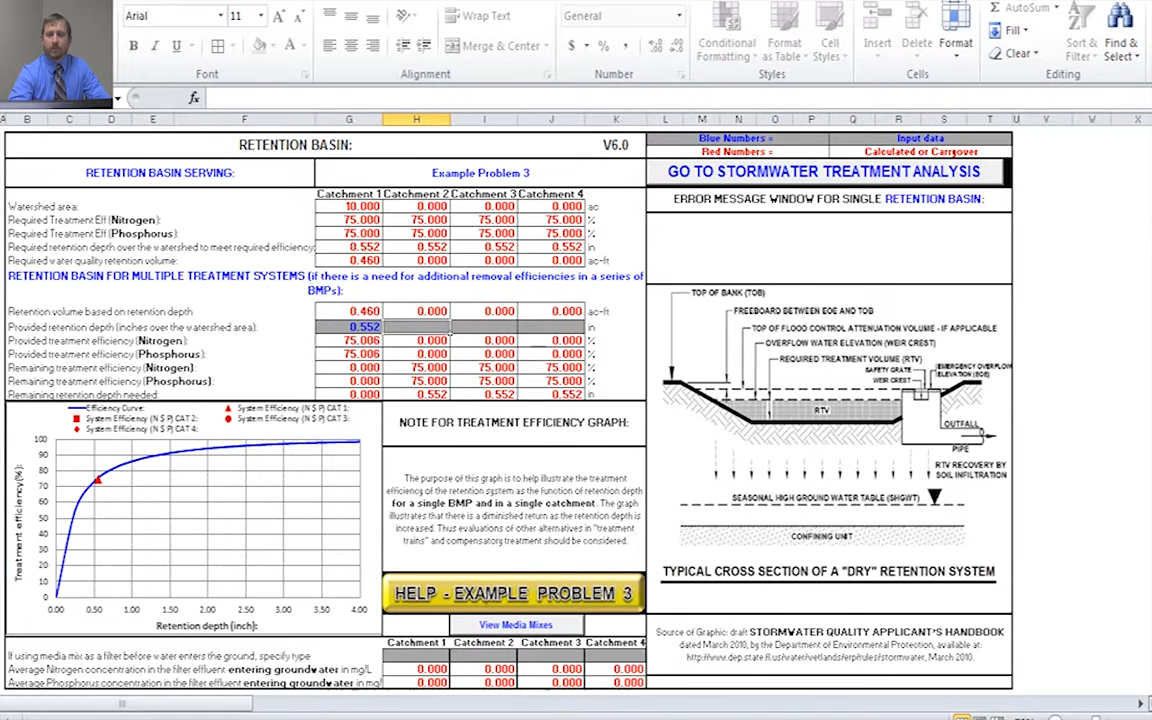 Arial 11 Wrap Text General AutoSum
Fill
B I U Merge & Center $ % , Conditional Formatting Format as Table Cell Styles Insert Delete Format Clear Sort & Filter Find & Select
Font Alignment Number Styles Cells Editing
fx
A B C D E F G H I J K L M N O P Q R S T U V W X
RETENTION BASIN: V6.0
Blue Numbers = Input data
Red Numbers = Calculated or Carryover
RETENTION BASIN SERVING: Example Problem 3
GO TO STORMWATER TREATMENT ANALYSIS
Catchment 1 Catchment 2 Catchment 3 Catchment 4
ERROR MESSAGE WINDOW FOR SINGLE RETENTION BASIN:
Watershed area: 10.000 0.000 0.000 0.000 ac
Required Treatment Eff (Nitrogen): 75.000 75.000 75.000 75.000 %
Required Treatment Eff (Phosphorus): 75.000 75.000 75.000 75.000 %
Required retention depth over the watershed to meet required efficiency: 0.552 0.552 0.552 0.552 in
Required water quality retention volume: 0.460 0.000 0.000 0.000 ac-ft
RETENTION BASIN FOR MULTIPLE TREATMENT SYSTEMS (if there is a need for additional removal efficiencies in a series of
BMPs):
Retention volume based on retention depth 0.460 0.000 0.000 0.000 ac-ft
Provided retention depth (inches over the watershed area): 0.552 in
Provided treatment efficiency (Nitrogen): 75.006 0.000 0.000 0.000 %
Provided treatment efficiency (Phosphorus): 75.006 0.000 0.000 0.000 %
Remaining treatment efficiency (Nitrogen): 0.000 75.000 75.000 75.000 %
Remaining treatment efficiency (Phosphorus): 0.000 75.000 75.000 75.000 %
Remaining retention depth needed: 0.000 0.552 0.552 0.552 in
Efficiency Curve: System Efficiency (N $ P) CAT 1:
System Efficiency (N $ P) CAT 2: System Efficiency (N $ P) CAT 3:
System Efficiency (N $ P) CAT 4:
Treatment efficiency(%):
100
90
80
70
60
50
40
30
20
10
0
0.00 0.50 1.00 1.50 2.00 2.50 3.00 3.50 4.00
Retention depth (inch):
NOTE FOR TREATMENT EFFICIENCY GRAPH:
The purpose of this graph is to help illustrate the treatment
efficiency of the retention system as the function of retention depth
for a single BMP and in a single catchment. The graph
illustrates that there is a diminished return as the retention depth is
increased. Thus evaluations of other alternatives in "treatment
trains" and compensatory treatment should be considered.
HELP - EXAMPLE PROBLEM 3
View Media Mixes
TOP OF BANK (TOB)
FREEBOARD BETWEEN EOE AND TOB
TOP OF FLOOD CONTROL ATTENUATION VOLUME - IF APPLICABLE
OVERFLOW WATER ELEVATION (WEIR CREST)
REQUIRED TREATMENT VOLUME (RTV)
SAFETY GRATE
WEIR CREST
EMERGENCY OVERFLOW
ELEVATION (EOE)
RTV
OUTFALL
PIPE
RTV RECOVERY BY
SOIL INFILTRATION
SEASONAL HIGH GROUND WATER TABLE (SHGWT)
CONFINING UNIT
TYPICAL CROSS SECTION OF A "DRY" RETENTION SYSTEM
Source of Graphic: draft STORMWATER QUALITY APPLICANT'S HANDBOOK
dated March 2010, by the Department of Environmental Protection, available at:
http://www.dep.state.fl.us/water/wetlands/erp/rules/stormwater, March 2010.
Catchment 1 Catchment 2 Catchment 3 Catchment 4
If using media mix as a filter before water enters the ground, specify type
Average Nitrogen concentration in the filter effluent entering groundwater in mg/L 0.000 0.000 0.000 0.000
Average Phosphorus concentration in the filter effluent entering groundwater in mg/ 0.000 0.000 0.000 0.000